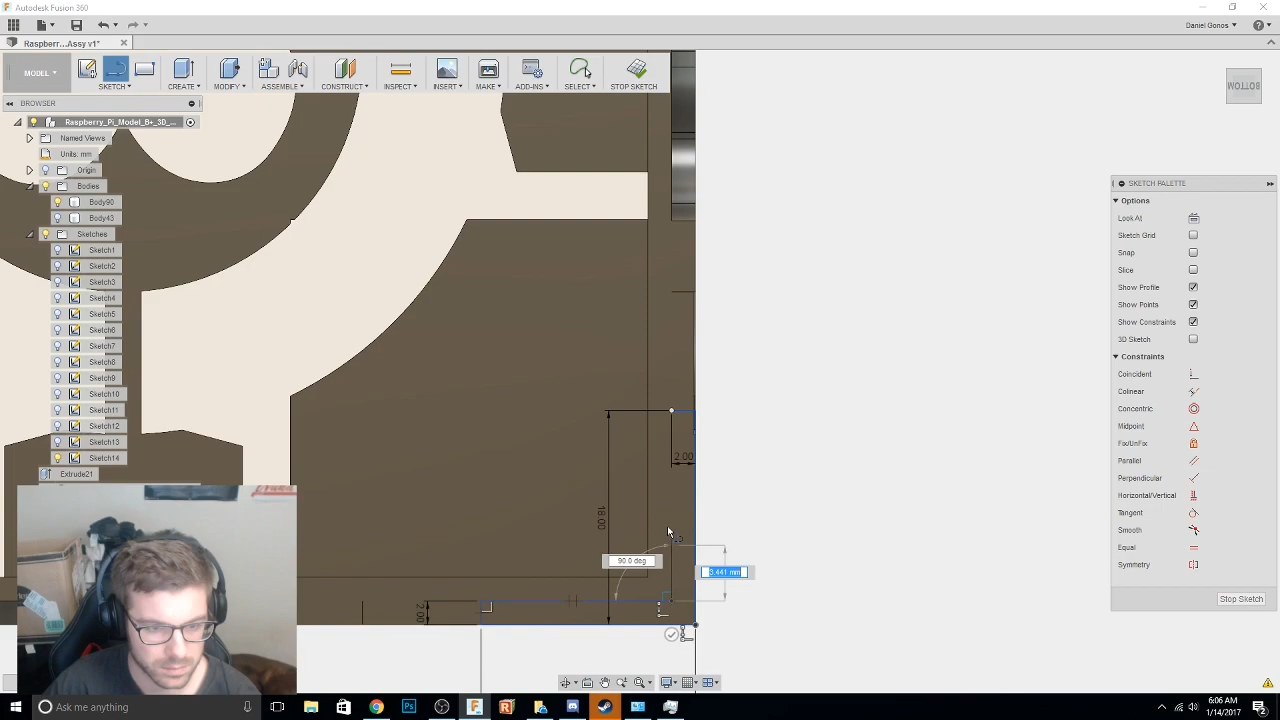 Autodesk Fusion 360
Daniel Gonos
Raspberr...Assy v1*
MODEL
SKETCH
CREATE
MODIFY
ASSEMBLE
CONSTRUCT
INSPECT
INSERT
MAKE
ADD-INS
SELECT
STOP SKETCH
BOTTOM
BROWSER
Raspberry_Pi_Model_B+_3D_...
Named Views
Units: mm
Origin
Bodies
Body90
Body43
Sketches
Sketch1
Sketch2
Sketch3
Sketch4
Sketch5
Sketch6
Sketch7
Sketch8
Sketch9
Sketch10
Sketch11
Sketch12
Sketch13
Sketch14
Extrude21
SKETCH PALETTE
Options
Look At
Sketch Grid
Snap
Slice
Show Profile
Show Points
Show Constraints
3D Sketch
Constraints
Coincident
Colinear
Concentric
Midpoint
Fix/UnFix
Parallel
Perpendicular
Horizontal/Vertical
Tangent
Smooth
Equal
Symmetry
Stop Sketch
2.00
18.00
90.0 deg
3.441 mm
2.00
Ask me anything
6:06 AM
1/14/2017